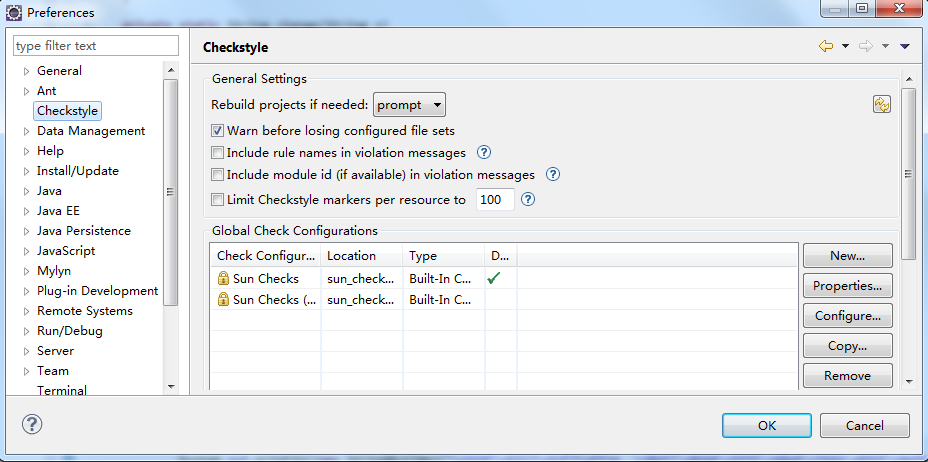 Preferences
type filter text
General
Ant
Checkstyle
Data Management
Help
Install/Update
Java
Java EE
Java Persistence
JavaScript
Mylyn
Plug-in Development
Remote Systems
Run/Debug
Server
Team
Terminal
Checkstyle
General Settings
Rebuild projects if needed: prompt
Warn before losing configured file sets
Include rule names in violation messages
Include module id (if available) in violation messages
Limit Checkstyle markers per resource to 100
Global Check Configurations
Check Configur... Location Type D...
Sun Checks sun_check... Built-In C...
Sun Checks (... sun_check... Built-In C...
New...
Properties...
Configure...
Copy...
Remove
OK Cancel